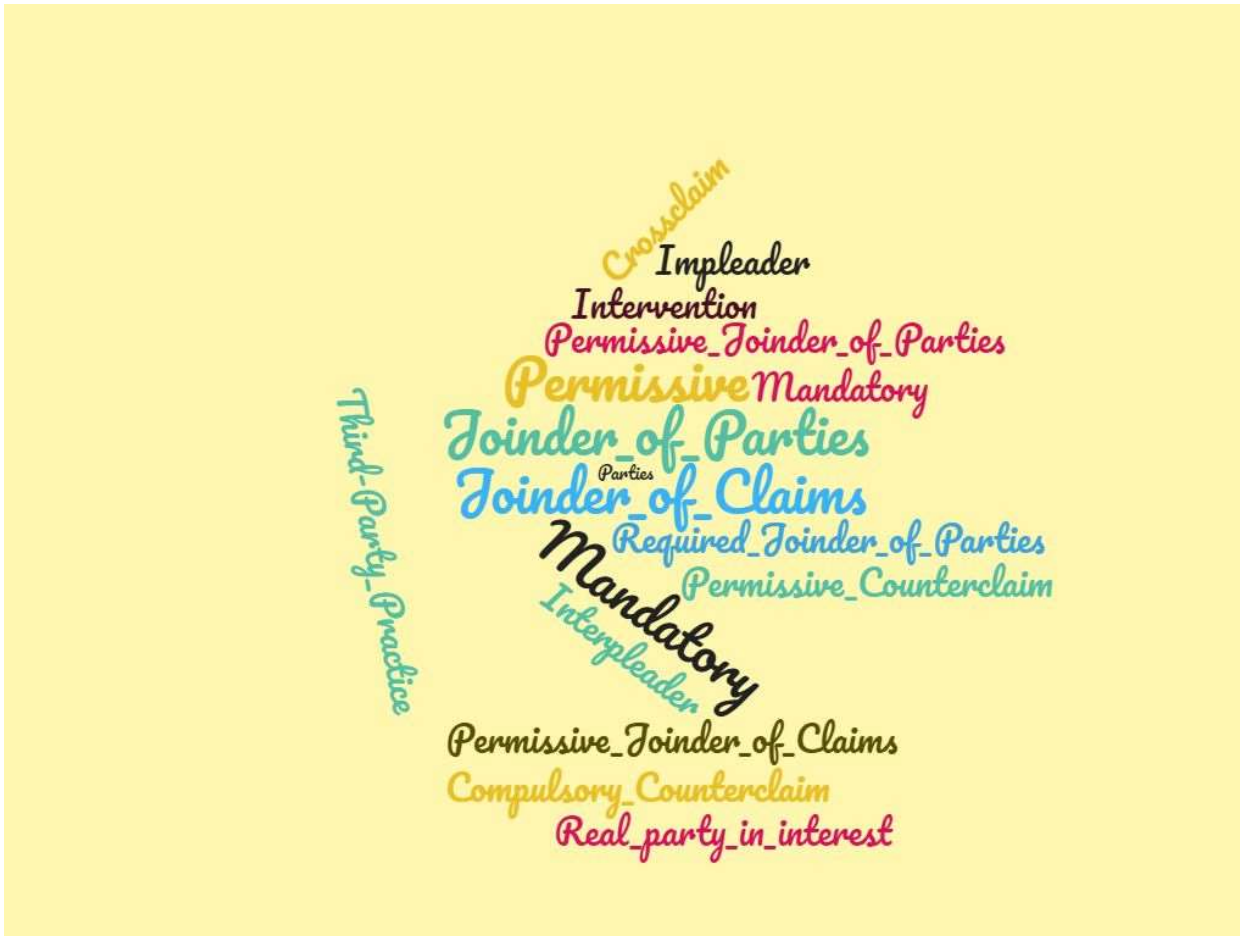 Crossclaim
Impleader
Intervention
Permissive_Joinder_of_Parties
Permissive
Mandatory
Third-Party_Practice
Joinder_of_Parties
Parties
Joinder_of_Claims
Mandatory
Required_Joinder_of_Parties
Permissive_Counterclaim
Interpleader
Permissive_Joinder_of_Claims
Compulsory_Counterclaim
Real_party_in_interest